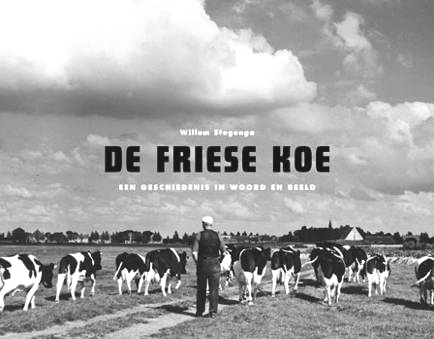 Willem Stegenga
DE FRIESE KOE
EEN GESCHIEDENIS IN WOORD EN BEELD